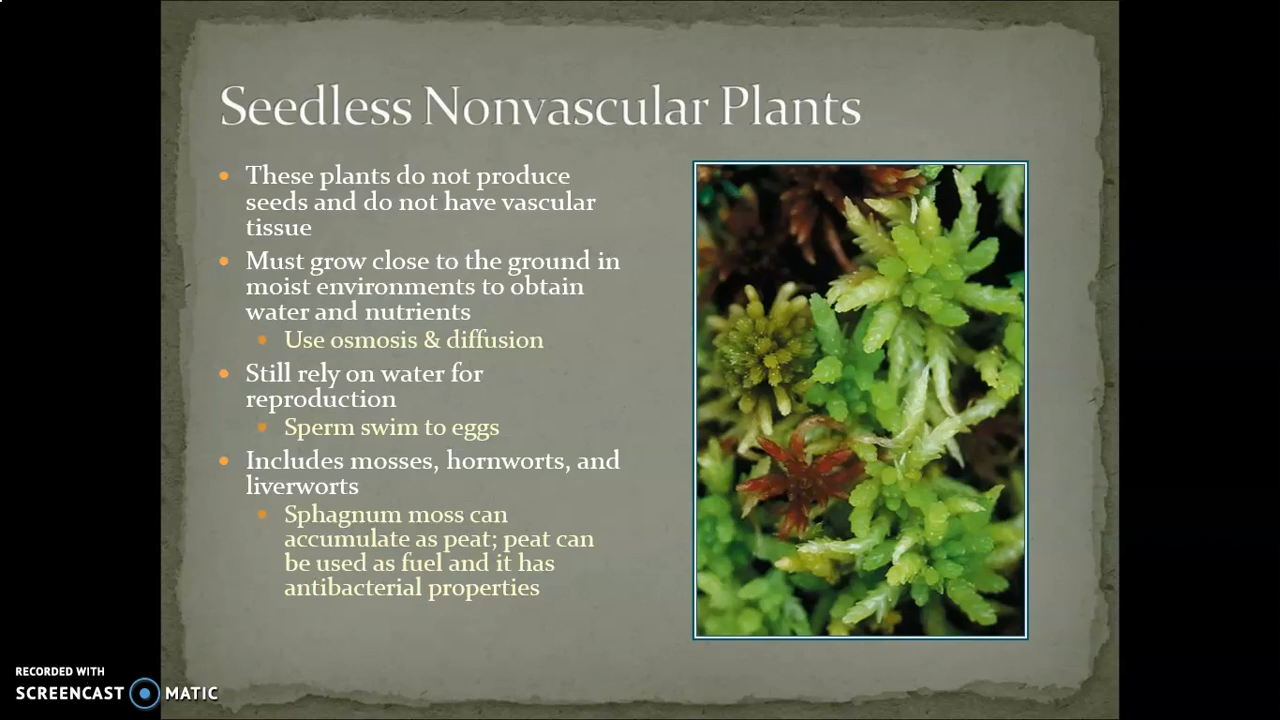 Seedless Nonvascular Plants
• These plants do not produce
seeds and do not have vascular
tissue
• Must grow close to the ground in
moist environments to obtain
water and nutrients
• Use osmosis & diffusion
• Still rely on water for
reproduction
• Sperm swim to eggs
• Includes mosses, hornworts, and
liverworts
• Sphagnum moss can
accumulate as peat; peat can
be used as fuel and it has
antibacterial properties
RECORDED WITH
SCREENCAST MATIC